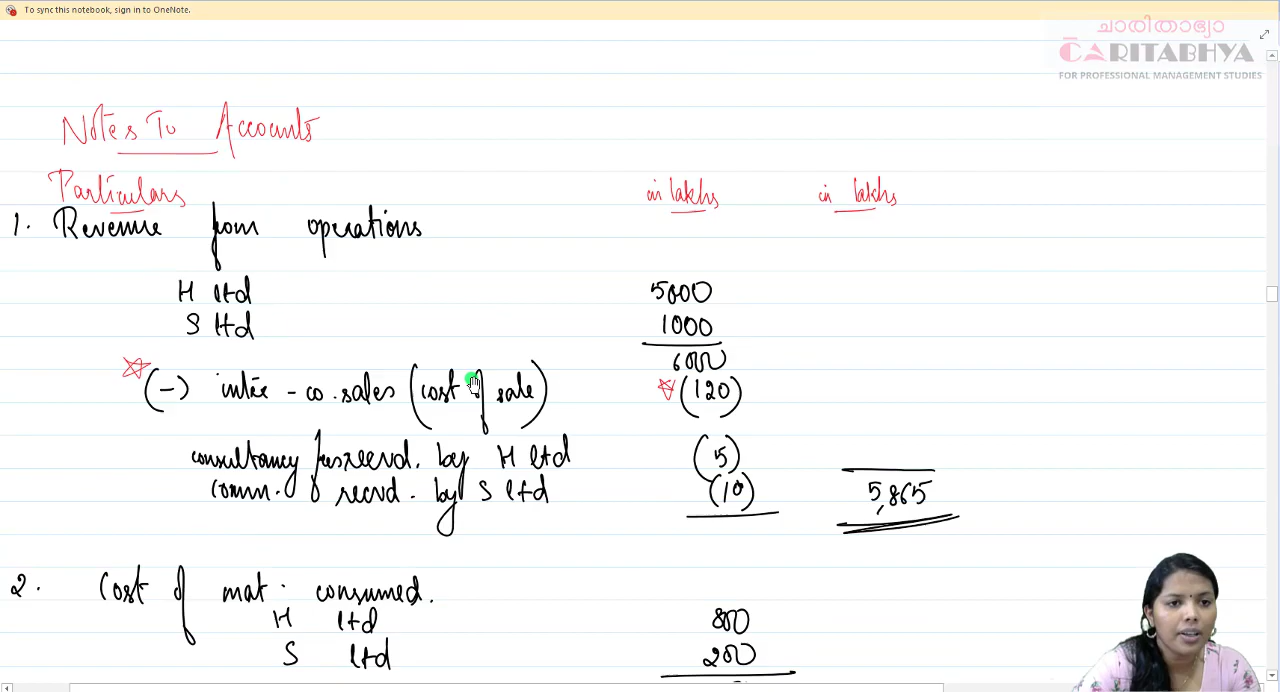 To sync this notebook, sign in to OneNote.
ചാരിതാഭ്യാ
CARITABHYA
FOR PROFESSIONAL MANAGEMENT STUDIES
Notes To Accounts
Particulars in lakhs in lakhs
1. Revenue from operations
H ltd 5000
S ltd 1000
6000
(-) inter-co.sales (cost of sale) (120)
consultancy fees recvd. by H ltd (5)
comm. recvd. by S ltd (10) 5,865
2. Cost of mat. consumed.
H ltd 800
S ltd 200